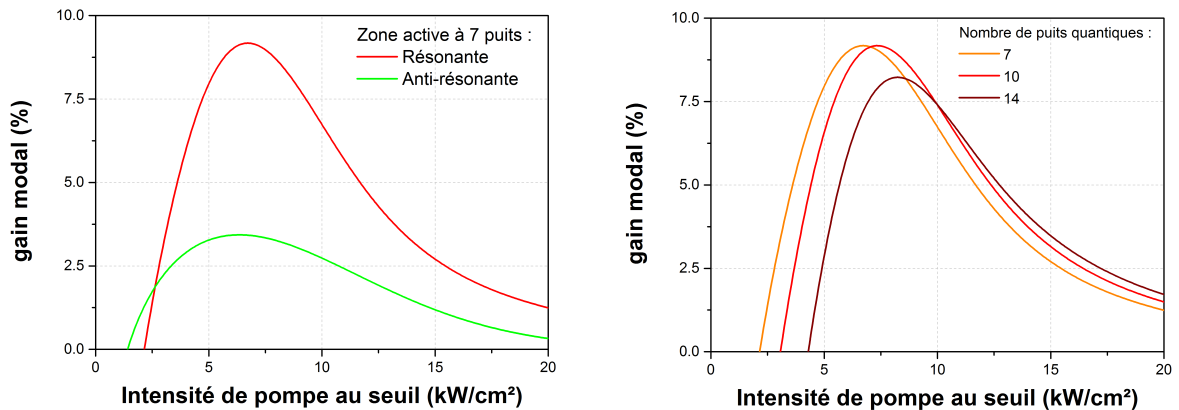 10.0
7.5
5.0
2.5
0.0
gain modal (%)
Zone active à 7 puits :
Résonante
Anti-résonante
0 5 10 15 20
Intensité de pompe au seuil (kW/cm²)
10.0
7.5
5.0
2.5
0.0
gain modal (%)
Nombre de puits quantiques :
7
10
14
0 5 10 15 20
Intensité de pompe au seuil (kW/cm²)